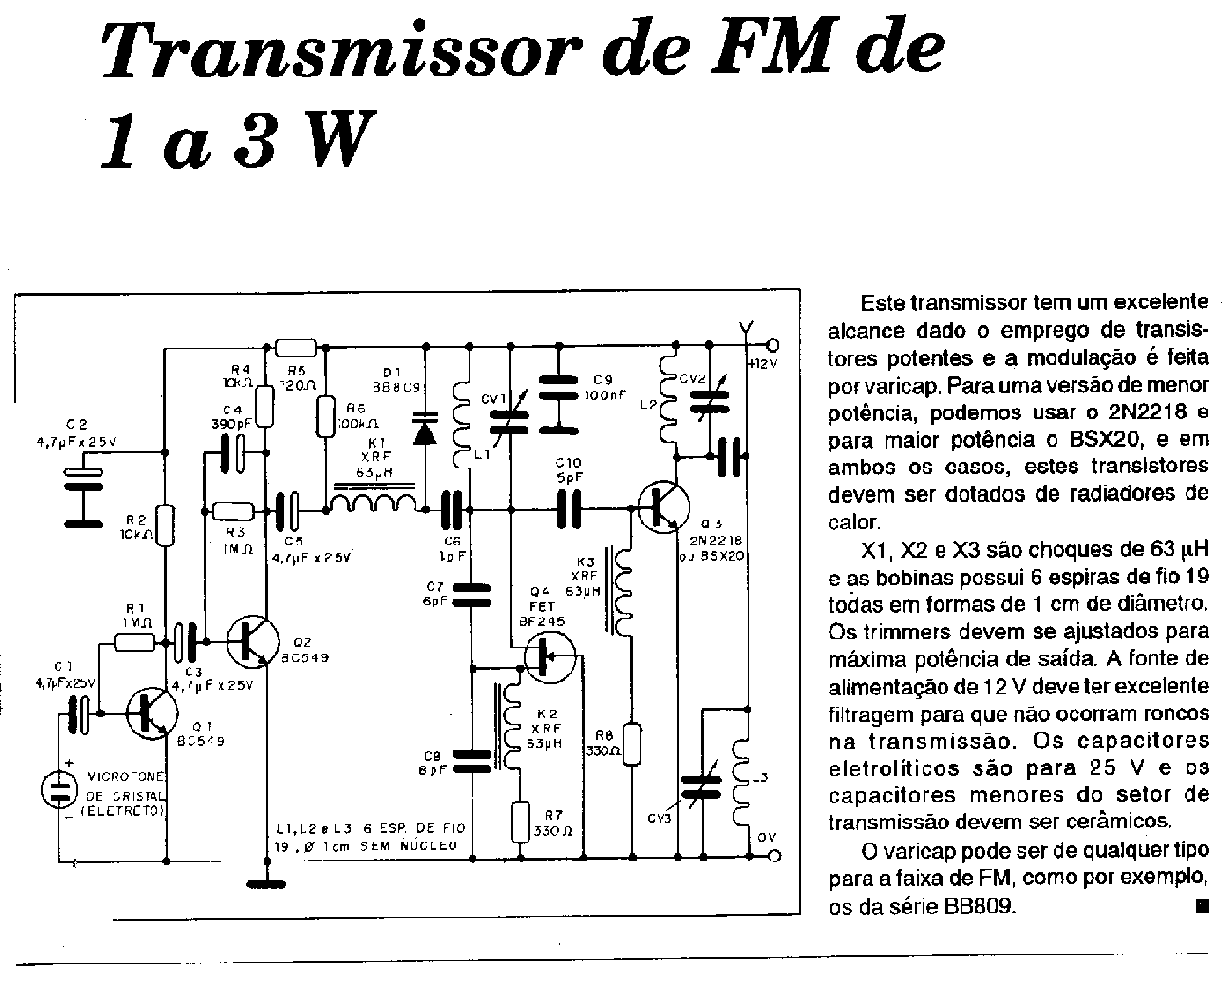 Transmissor de FM de
1 a 3 W
Este transmissor tem um excelente
alcance dado o emprego de transis-
tores potentes e a modulação é feita
por varicap. Para uma versão de menor
potência, podemos usar o 2N2218 e
para maior potência o BSX20, e em
ambos os casos, estes transistores
devem ser dotados de radiadores de
calor.
X1, X2 e X3 são choques de 63 µH
e as bobinas possui 6 espiras de fio 19
todas em formas de 1 cm de diâmetro.
Os trimmers devem se ajustados para
máxima potência de saída. A fonte de
alimentação de 12 V deve ter excelente
filtragem para que não ocorram roncos
na transmissão. Os capacitores
eletrolíticos são para 25 V e os
capacitores menores do setor de
transmissão devem ser cerâmicos.
O varicap pode ser de qualquer tipo
para a faixa de FM, como por exemplo,
os da série BB809.
+12V
R4
10kΩ
R5
120Ω
D1
BB809
C9
100nF
CV1
CV2
L2
C4
390pF
R6
100kΩ
C2
4,7µF x 25V
K1
XRF
63µH
L1
C10
5pF
R2
10kΩ
R3
1MΩ
C5
4,7µF x 25V
C6
1pF
Q3
2N2218
OU BSX20
K3
XRF
63µH
C7
6pF
Q4
FET
BF245
R1
1MΩ
Q2
BC549
C3
4,7µF x 25V
C1
4,7µFx25V
Q1
BC549
K2
XRF
63µH
R8
330Ω
C8
6pF
+
MICROFONE
DE CRISTAL
(ELETRETO)
-
CV3
L3
R7
330Ω
L1, L2 e L3 6 ESP. DE FIO
19, Ø 1cm SEM NÚCLEO
0V